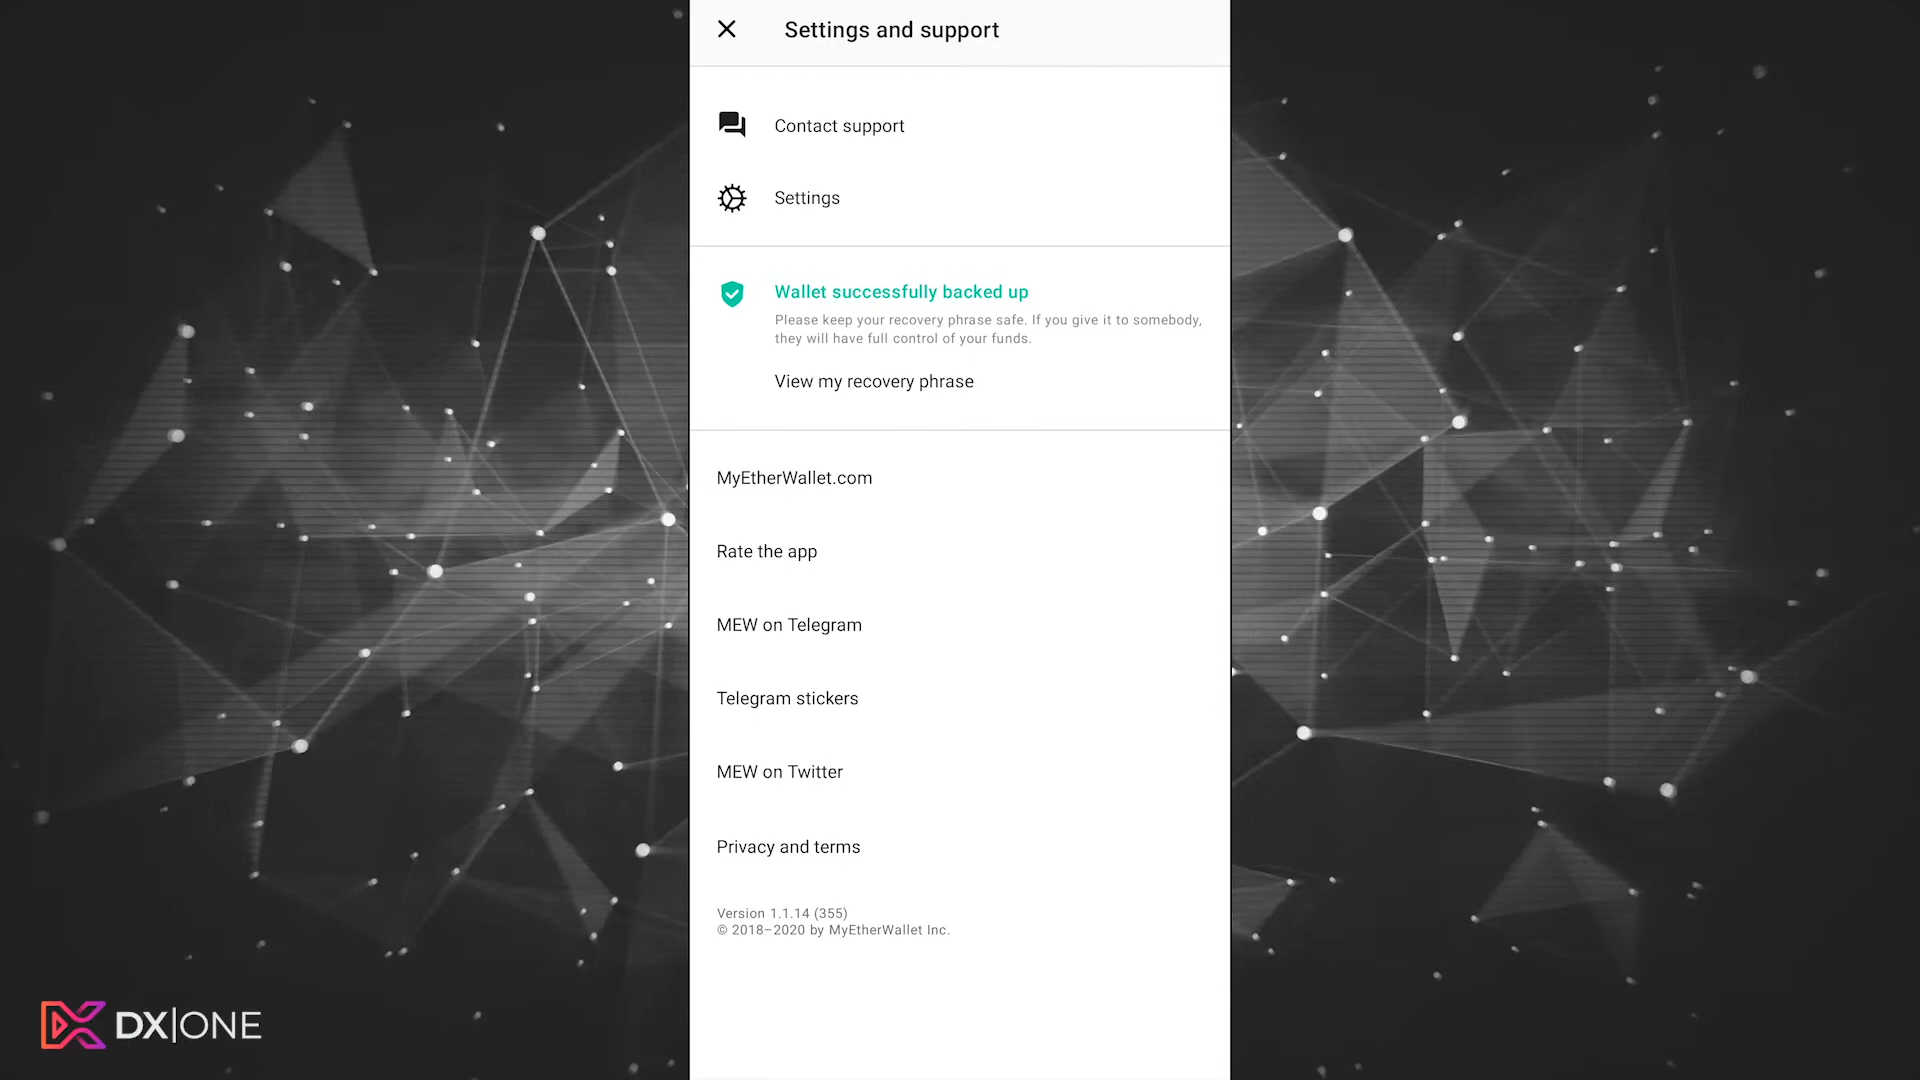 Settings and support
Contact support
Settings
Wallet successfully backed up
Please keep your recovery phrase safe. If you give it to somebody,
they will have full control of your funds.
View my recovery phrase
MyEtherWallet.com
Rate the app
MEW on Telegram
Telegram stickers
MEW on Twitter
Privacy and terms
Version 1.1.14 (355)
© 2018–2020 by MyEtherWallet Inc.
DX|ONE